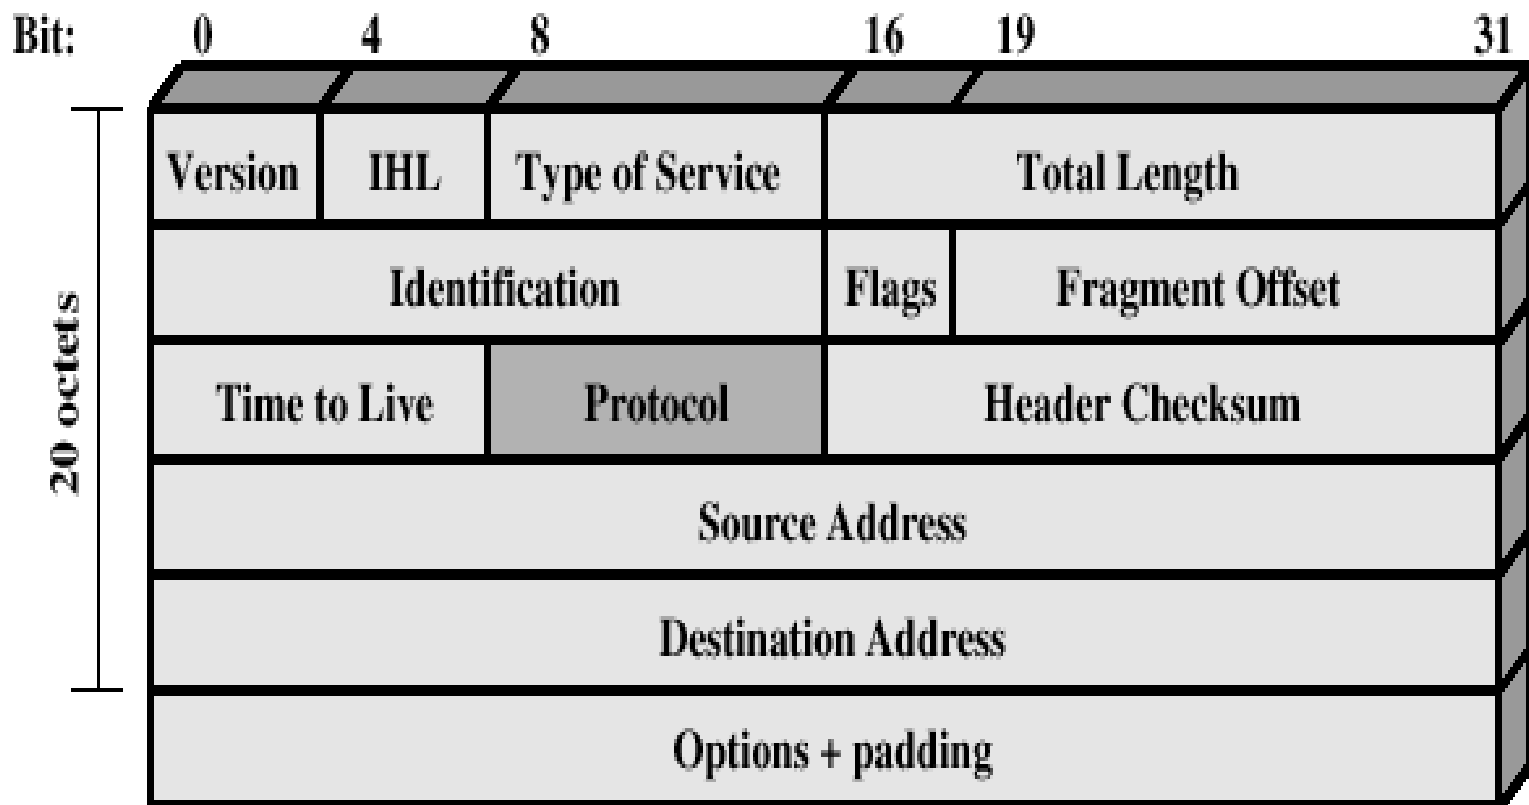 Bit: 0 4 8 16 19 31
Version IHL Type of Service Total Length
Identification Flags Fragment Offset
Time to Live Protocol Header Checksum
Source Address
Destination Address
Options + padding
20 octets